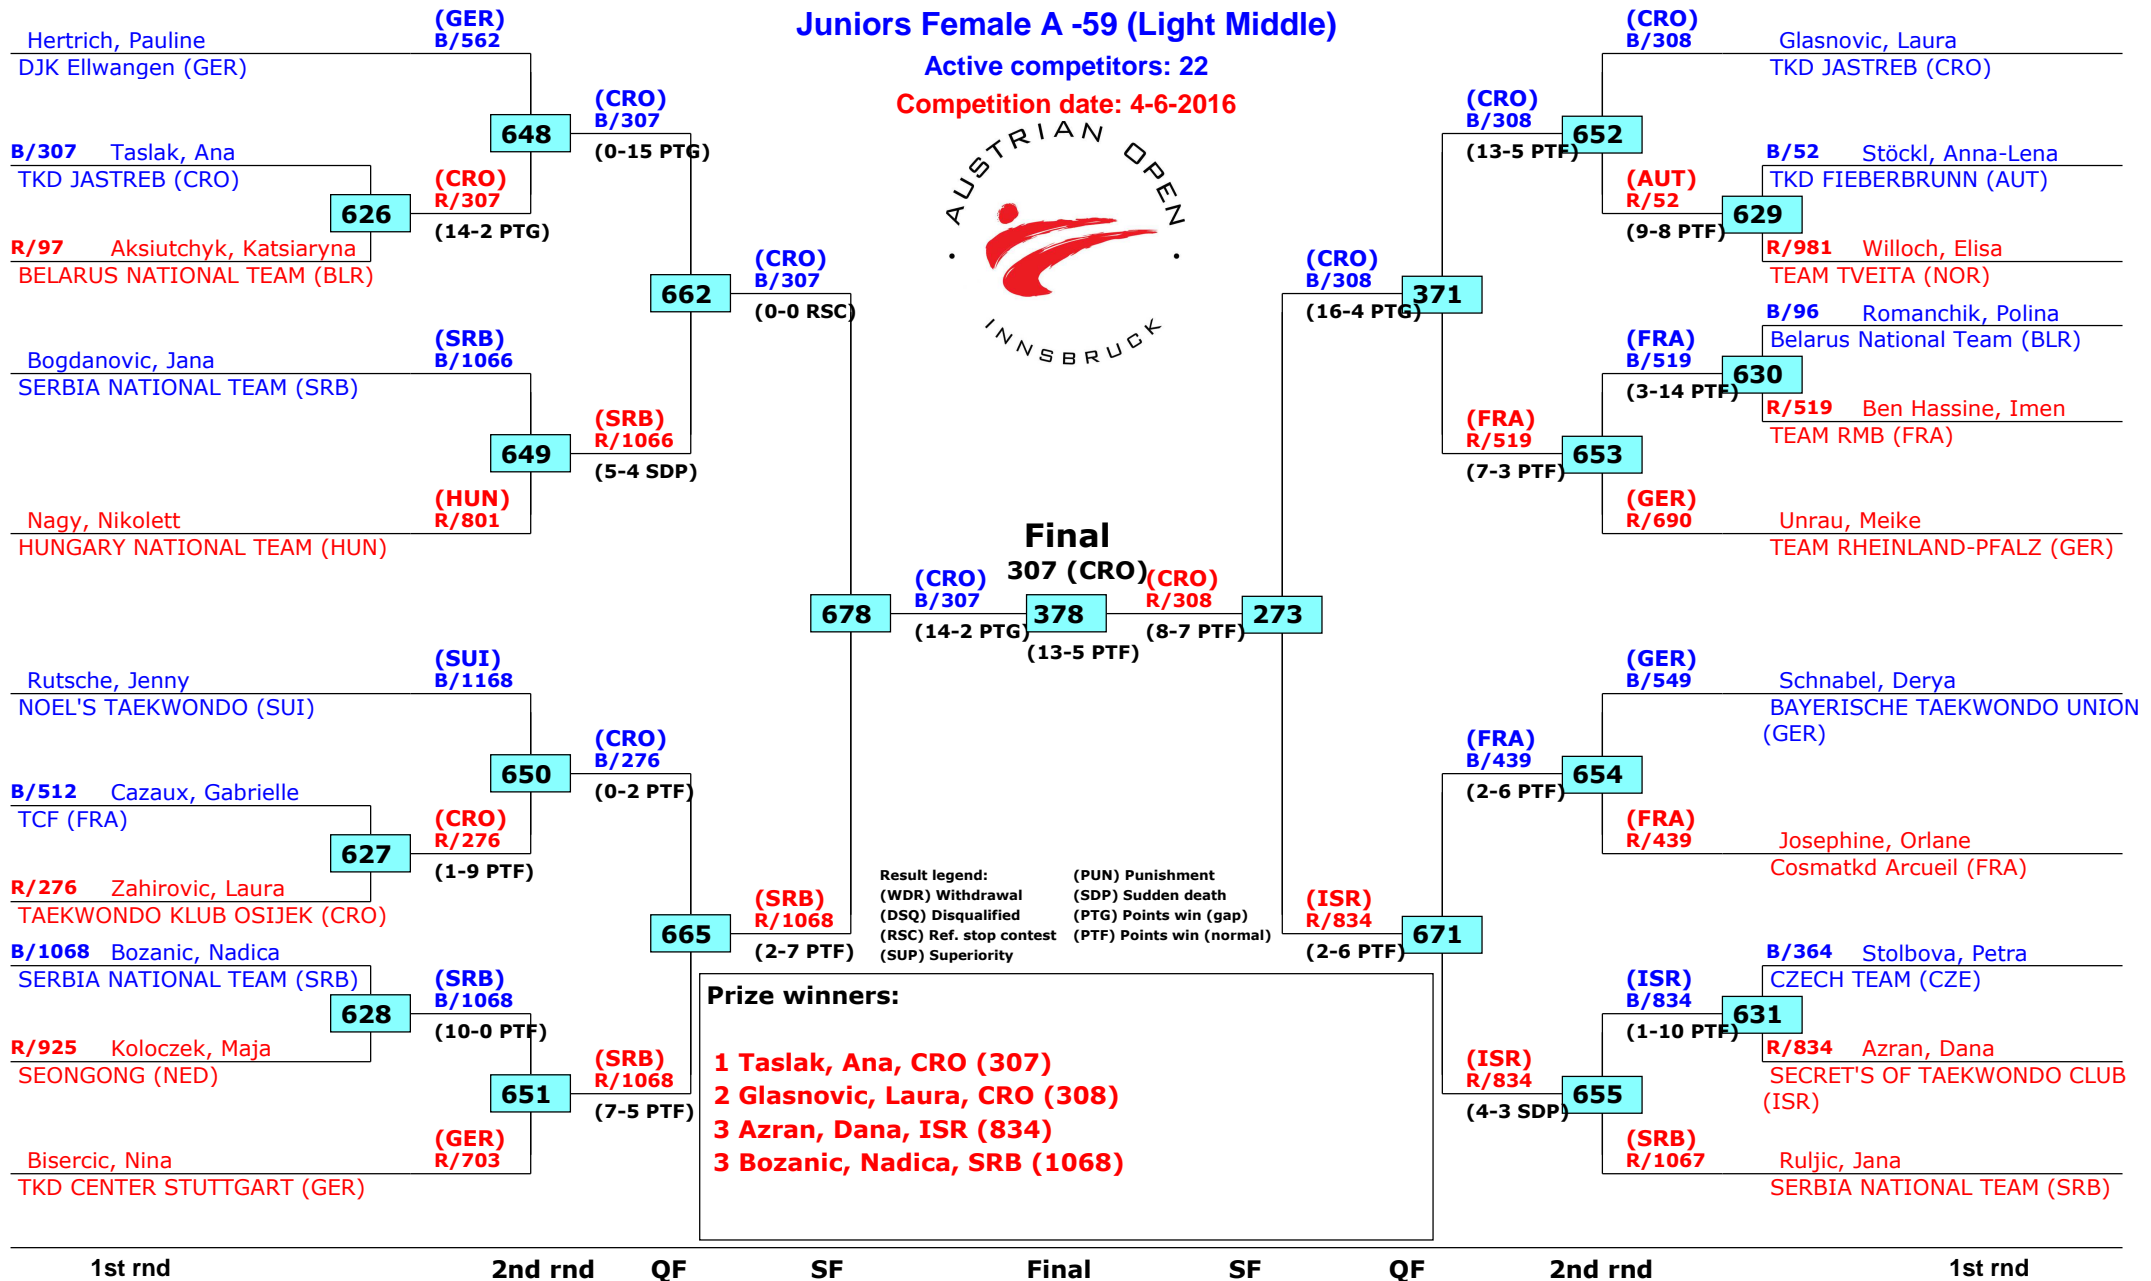 Juniors Female A -59 (Light Middle)
Active competitors: 22
Competition date: 4-6-2016
AUSTRIAN OPEN
INNSBRUCK
(GER)
Hertrich, Pauline B/562
DJK Ellwangen (GER)
(CRO)
B/307
648
(0-15 PTG)
B/307 Taslak, Ana
TKD JASTREB (CRO)
(CRO)
R/307
626
(14-2 PTG)
R/97 Aksiutchyk, Katsiaryna
BELARUS NATIONAL TEAM (BLR)
(CRO)
B/307
662
(0-0 RSC)
(SRB)
Bogdanovic, Jana B/1066
SERBIA NATIONAL TEAM (SRB)
(SRB)
R/1066
649
(5-4 SDP)
(HUN)
Nagy, Nikolett R/801
HUNGARY NATIONAL TEAM (HUN)
(SUI)
Rutsche, Jenny B/1168
NOEL'S TAEKWONDO (SUI)
(CRO)
B/276
650
(0-2 PTF)
B/512 Cazaux, Gabrielle
TCF (FRA)
(CRO)
R/276
627
(1-9 PTF)
R/276 Zahirovic, Laura
TAEKWONDO KLUB OSIJEK (CRO)
(SRB)
R/1068
665
(2-7 PTF)
B/1068 Bozanic, Nadica
SERBIA NATIONAL TEAM (SRB)
(SRB)
B/1068
628
(10-0 PTF)
R/925 Koloczek, Maja
SEONGONG (NED)
(SRB)
R/1068
651
(7-5 PTF)
(GER)
Bisercic, Nina R/703
TKD CENTER STUTTGART (GER)
Final
307 (CRO)
(CRO)
B/307
678
(14-2 PTG)
378
(13-5 PTF)
(CRO)
R/308
273
(8-7 PTF)
(CRO)
B/308 Glasnovic, Laura
TKD JASTREB (CRO)
(CRO)
B/308
652
(13-5 PTF)
B/52 Stöckl, Anna-Lena
TKD FIEBERBRUNN (AUT)
(AUT)
R/52
629
(9-8 PTF)
R/981 Willoch, Elisa
TEAM TVEITA (NOR)
(CRO)
B/308
371
(16-4 PTG)
B/96 Romanchik, Polina
Belarus National Team (BLR)
(FRA)
B/519
630
(3-14 PTF)
R/519 Ben Hassine, Imen
TEAM RMB (FRA)
(FRA)
R/519
653
(7-3 PTF)
(GER)
R/690 Unrau, Meike
TEAM RHEINLAND-PFALZ (GER)
(GER)
B/549 Schnabel, Derya
BAYERISCHE TAEKWONDO UNION
(GER)
(FRA)
B/439
654
(2-6 PTF)
(FRA)
R/439 Josephine, Orlane
Cosmatkd Arcueil (FRA)
(ISR)
R/834
671
(2-6 PTF)
B/364 Stolbova, Petra
CZECH TEAM (CZE)
(ISR)
B/834
631
(1-10 PTF)
R/834 Azran, Dana
SECRET'S OF TAEKWONDO CLUB
(ISR)
(ISR)
R/834
655
(4-3 SDP)
(SRB)
R/1067 Ruljic, Jana
SERBIA NATIONAL TEAM (SRB)
Result legend: (PUN) Punishment
(WDR) Withdrawal (SDP) Sudden death
(DSQ) Disqualified (PTG) Points win (gap)
(RSC) Ref. stop contest (PTF) Points win (normal)
(SUP) Superiority
Prize winners:
1 Taslak, Ana, CRO (307)
2 Glasnovic, Laura, CRO (308)
3 Azran, Dana, ISR (834)
3 Bozanic, Nadica, SRB (1068)
1st rnd 2nd rnd QF SF Final SF QF 2nd rnd 1st rnd